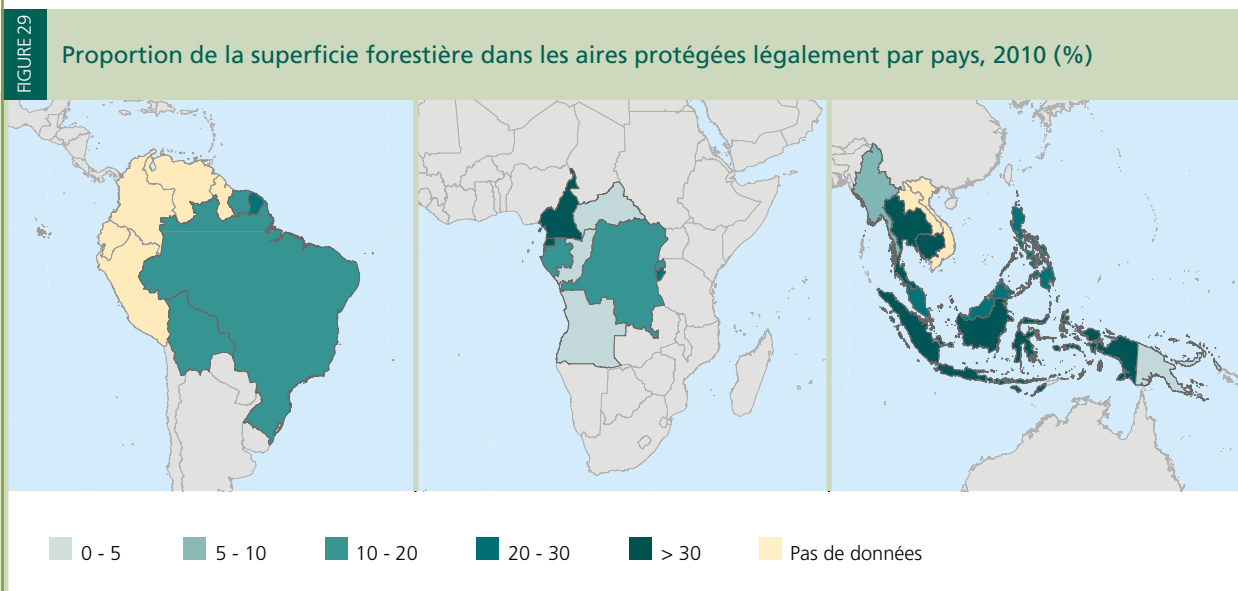 FIGURE 29
Proportion de la superficie forestière dans les aires protégées légalement par pays, 2010 (%)
0 - 5
5 - 10
10 - 20
20 - 30
> 30
Pas de données